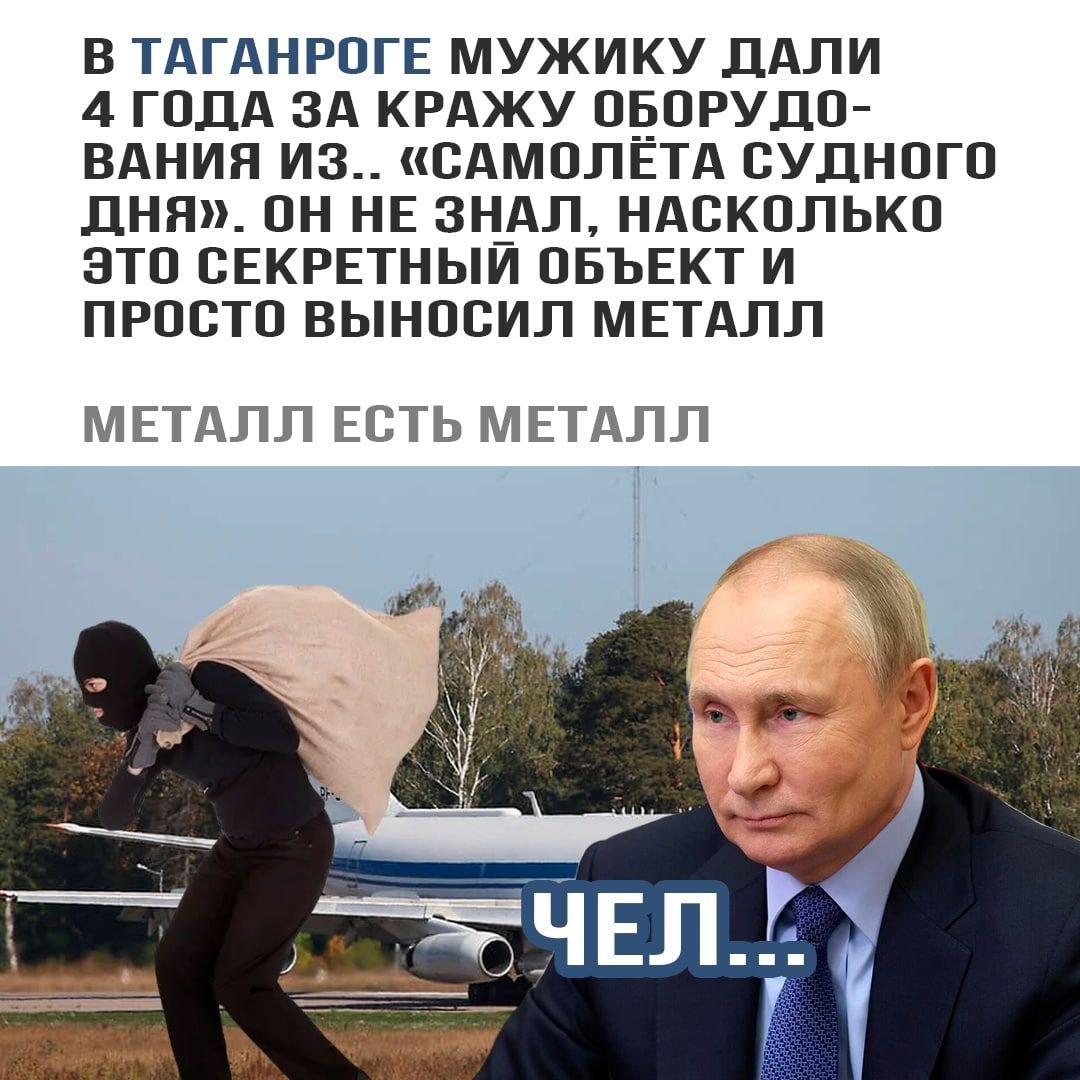 В ТАГАНРОГЕ МУЖИКУ ДАЛИ
4 ГОДА ЗА КРАЖУ ОБОРУДО-
ВАНИЯ ИЗ.. «САМОЛЁТА СУДНОГО
ДНЯ». ОН НЕ ЗНАЛ, НАСКОЛЬКО
ЭТО СЕКРЕТНЫЙ ОБЪЕКТ И
ПРОСТО ВЫНОСИЛ МЕТАЛЛ
МЕТАЛЛ ЕСТЬ МЕТАЛЛ
ЧЕЛ...